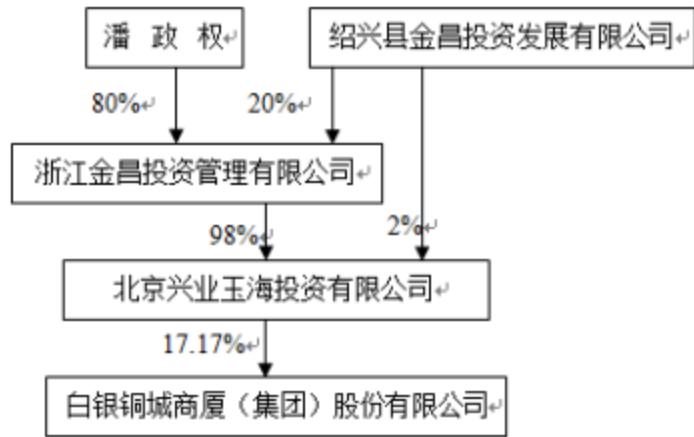 潘 政 权
绍兴县金昌投资发展有限公司
80%
20%
浙江金昌投资管理有限公司
98%
2%
北京兴业玉海投资有限公司
17.17%
白银铜城商厦（集团）股份有限公司